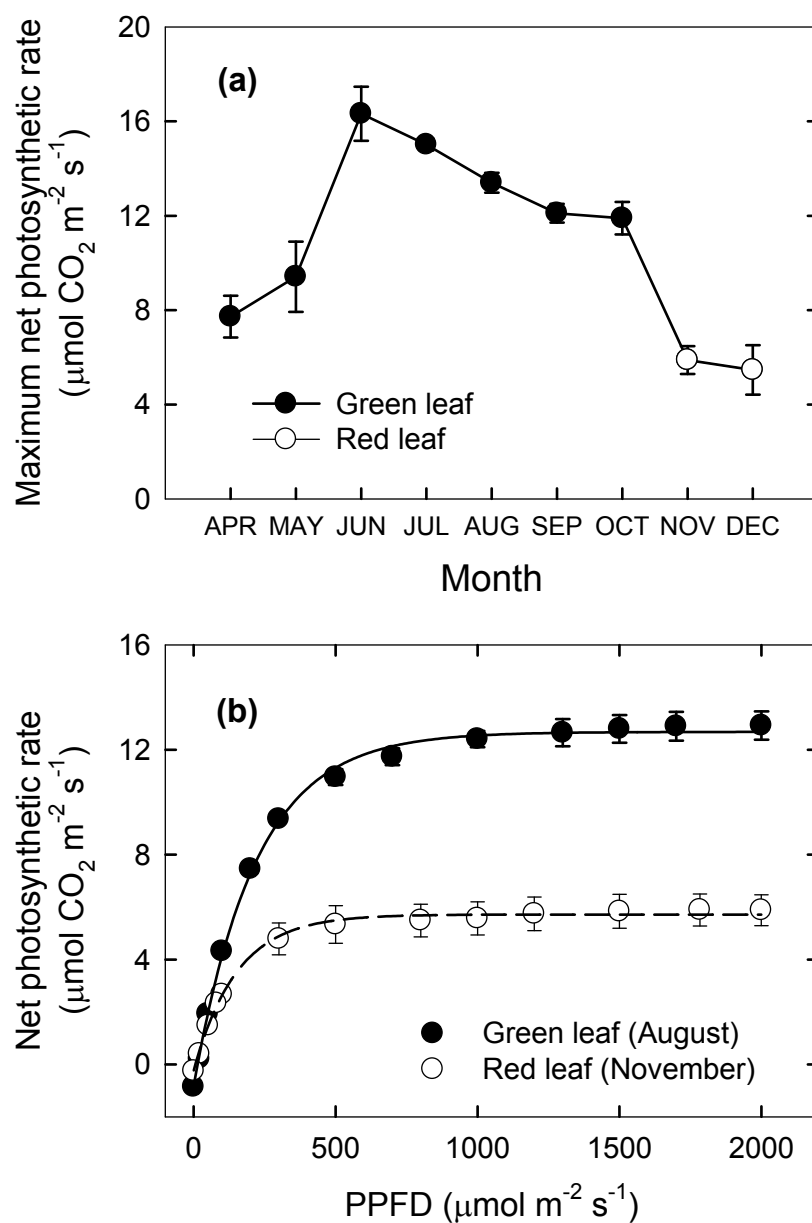 20
16
12
8
4
0
Maximum net photosynthetic rate
(μmol CO₂ m⁻² s⁻¹)
(a)
Green leaf
Red leaf
APR MAY JUN JUL AUG SEP OCT NOV DEC
Month
16
12
8
4
0
Net photosynthetic rate
(μmol CO₂ m⁻² s⁻¹)
(b)
Green leaf (August)
Red leaf (November)
0 500 1000 1500 2000
PPFD (μmol m⁻² s⁻¹)